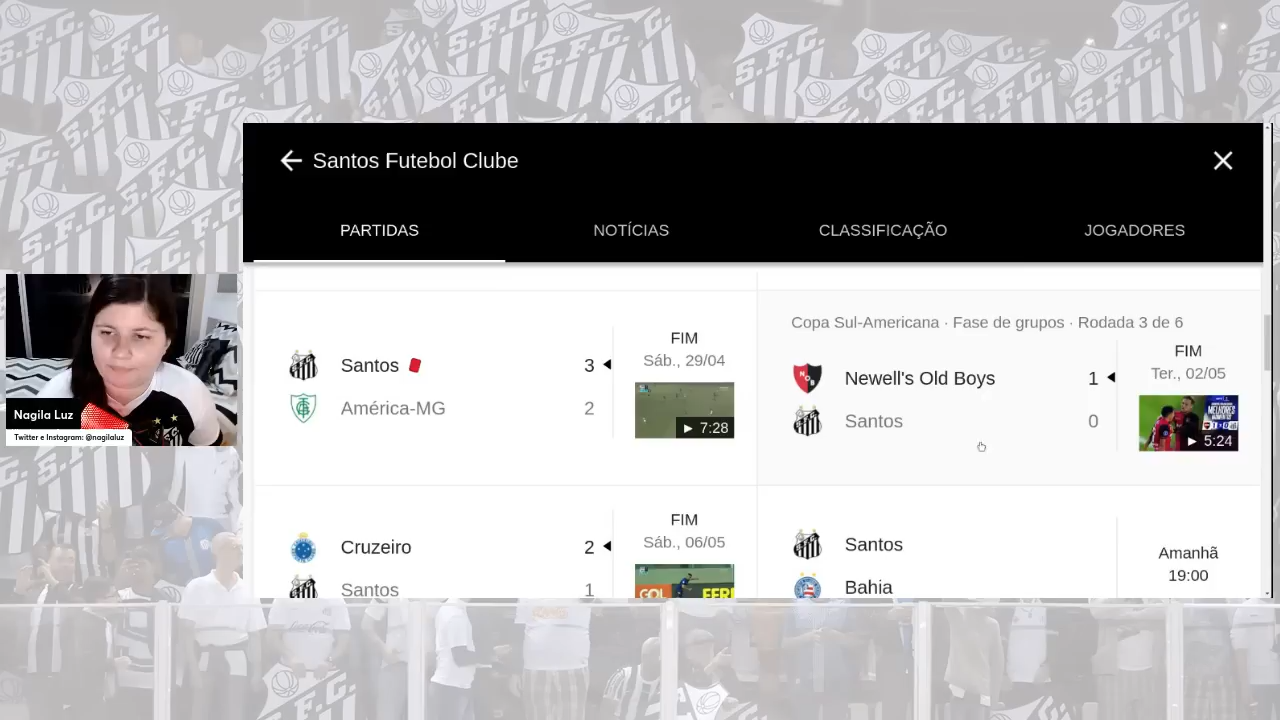 Santos Futebol Clube
PARTIDAS
NOTÍCIAS
CLASSIFICAÇÃO
JOGADORES
Santos
3
América-MG
2
FIM
Sáb., 29/04
7:28
Copa Sul-Americana · Fase de grupos · Rodada 3 de 6
Newell's Old Boys
1
Santos
0
FIM
Ter., 02/05
5:24
Cruzeiro
2
Santos
1
FIM
Sáb., 06/05
GOL
Santos
Bahia
Amanhã
19:00
Nagila Luz
Twitter e Instagram: @nagilaluz
S.F.C.
S.F.C.
S.F.C.
S.F.C.
S.F.C.
S.F.C.